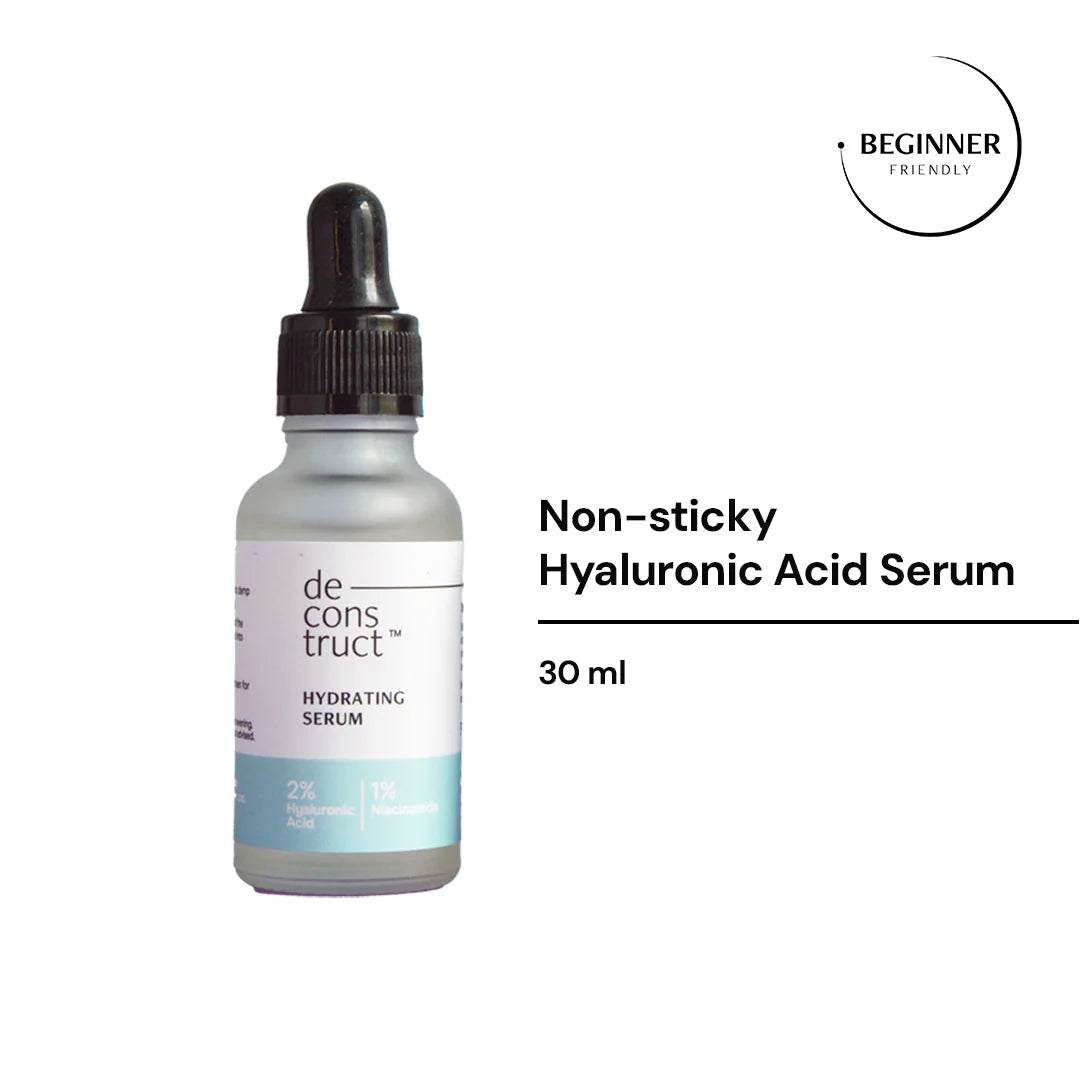 BEGINNER
FRIENDLY
de
cons
truct™
HYDRATING
SERUM
2%
Hyaluronic
Acid
1%
Niacinamide
Non-sticky
Hyaluronic Acid Serum
30 ml